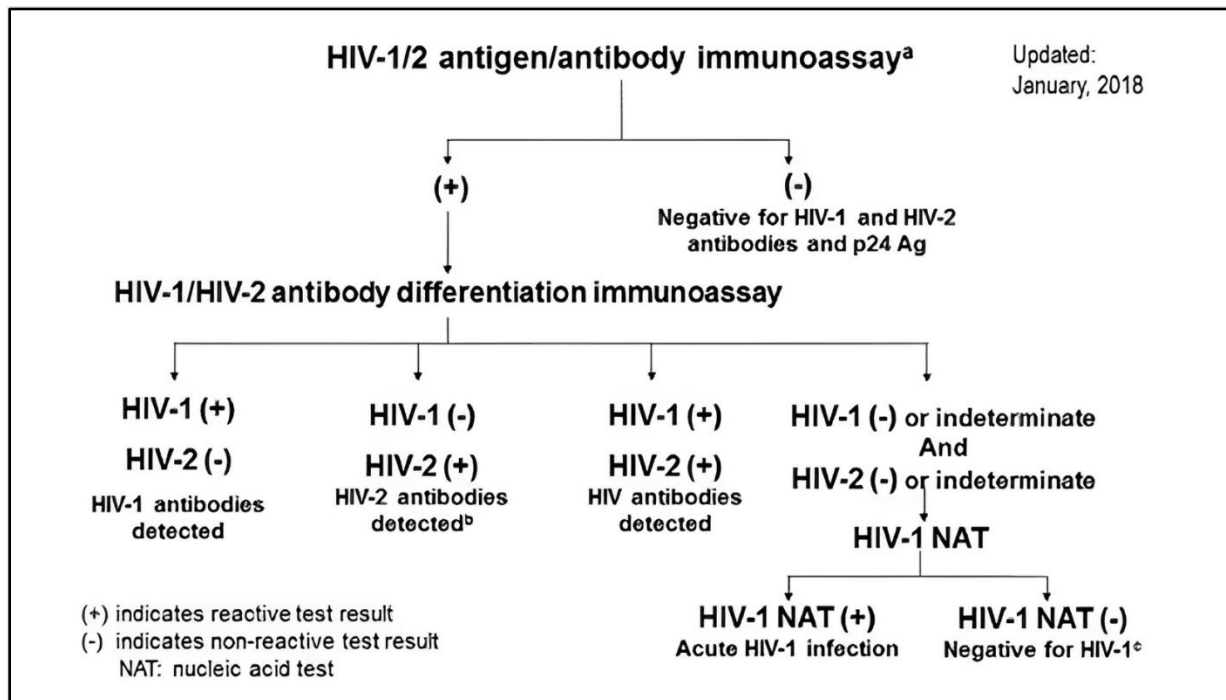 HIV-1/2 antigen/antibody immunoassayᵃ
Updated:
January, 2018
(+)
(-)
Negative for HIV-1 and HIV-2
antibodies and p24 Ag
HIV-1/HIV-2 antibody differentiation immunoassay
HIV-1 (+)
HIV-2 (-)
HIV-1 antibodies
detected
HIV-1 (-)
HIV-2 (+)
HIV-2 antibodies
detectedᵇ
HIV-1 (+)
HIV-2 (+)
HIV antibodies
detected
HIV-1 (-) or indeterminate
And
HIV-2 (-) or indeterminate
HIV-1 NAT
HIV-1 NAT (+)
Acute HIV-1 infection
HIV-1 NAT (-)
Negative for HIV-1ᶜ
(+) indicates reactive test result
(-) indicates non-reactive test result
NAT: nucleic acid test